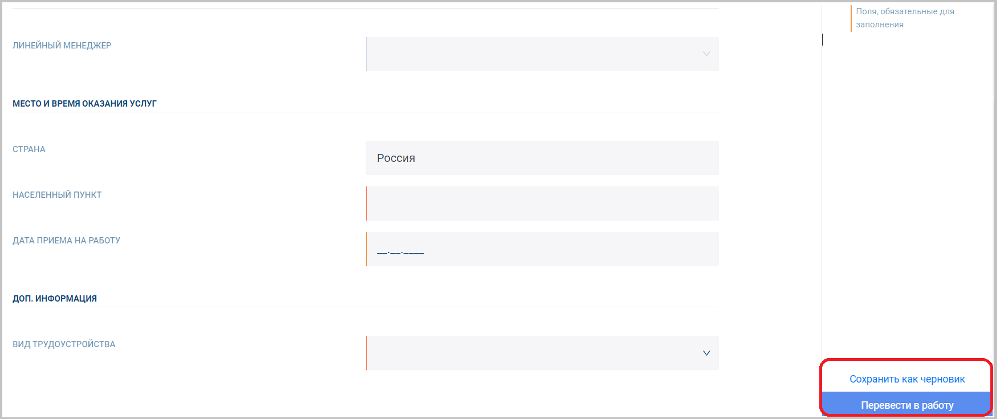 Поля, обязательные для
заполнения
ЛИНЕЙНЫЙ МЕНЕДЖЕР
МЕСТО И ВРЕМЯ ОКАЗАНИЯ УСЛУГ
СТРАНА
Россия
НАСЕЛЕННЫЙ ПУНКТ
ДАТА ПРИЕМА НА РАБОТУ
__.__.____
ДОП. ИНФОРМАЦИЯ
ВИД ТРУДОУСТРОЙСТВА
Сохранить как черновик
Перевести в работу